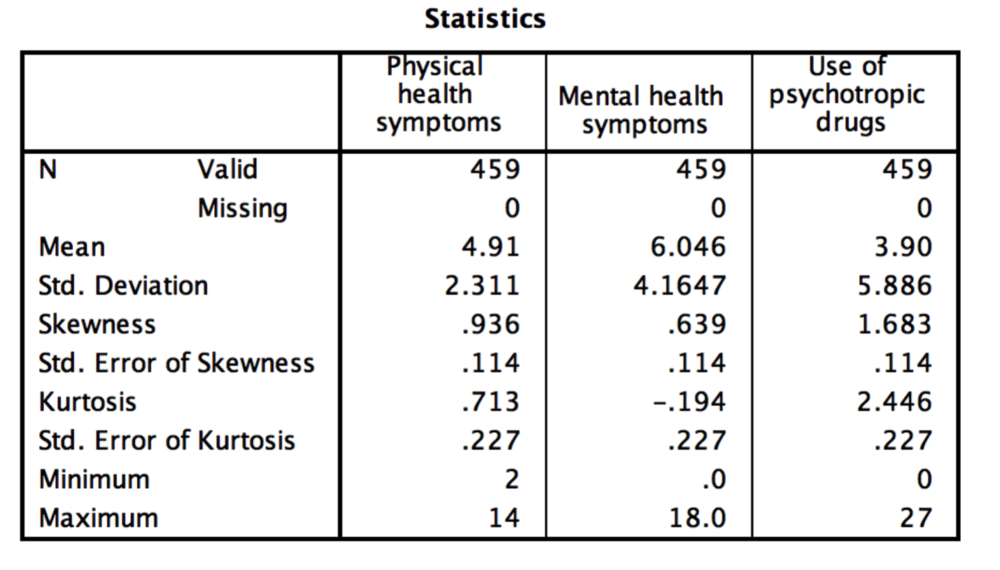 Statistics
Physical health symptoms Mental health symptoms Use of psychotropic drugs
N Valid 459 459 459
Missing 0 0 0
Mean 4.91 6.046 3.90
Std. Deviation 2.311 4.1647 5.886
Skewness .936 .639 1.683
Std. Error of Skewness .114 .114 .114
Kurtosis .713 -.194 2.446
Std. Error of Kurtosis .227 .227 .227
Minimum 2 .0 0
Maximum 14 18.0 27